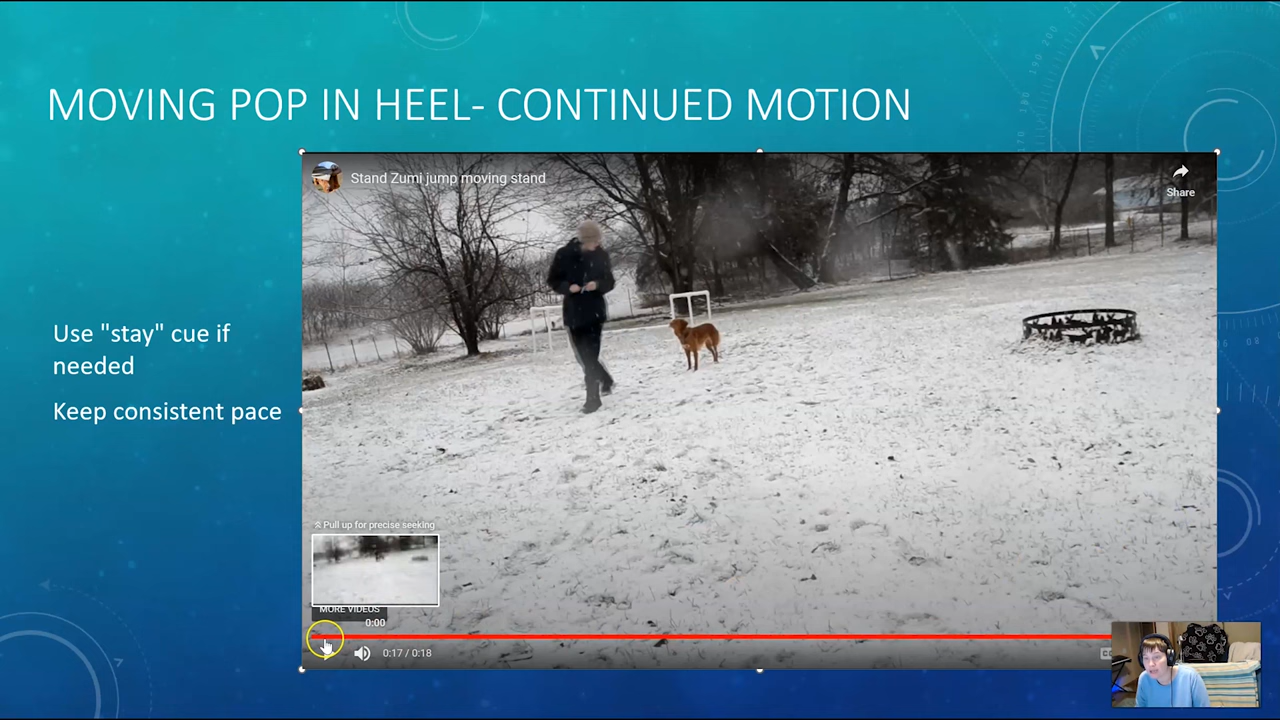 MOVING POP IN HEEL- CONTINUED MOTION
Stand Zumi jump moving stand
Share
Use "stay" cue if
needed
Keep consistent pace
Pull up for precise seeking
MORE VIDEOS
0:00
0:17 / 0:18